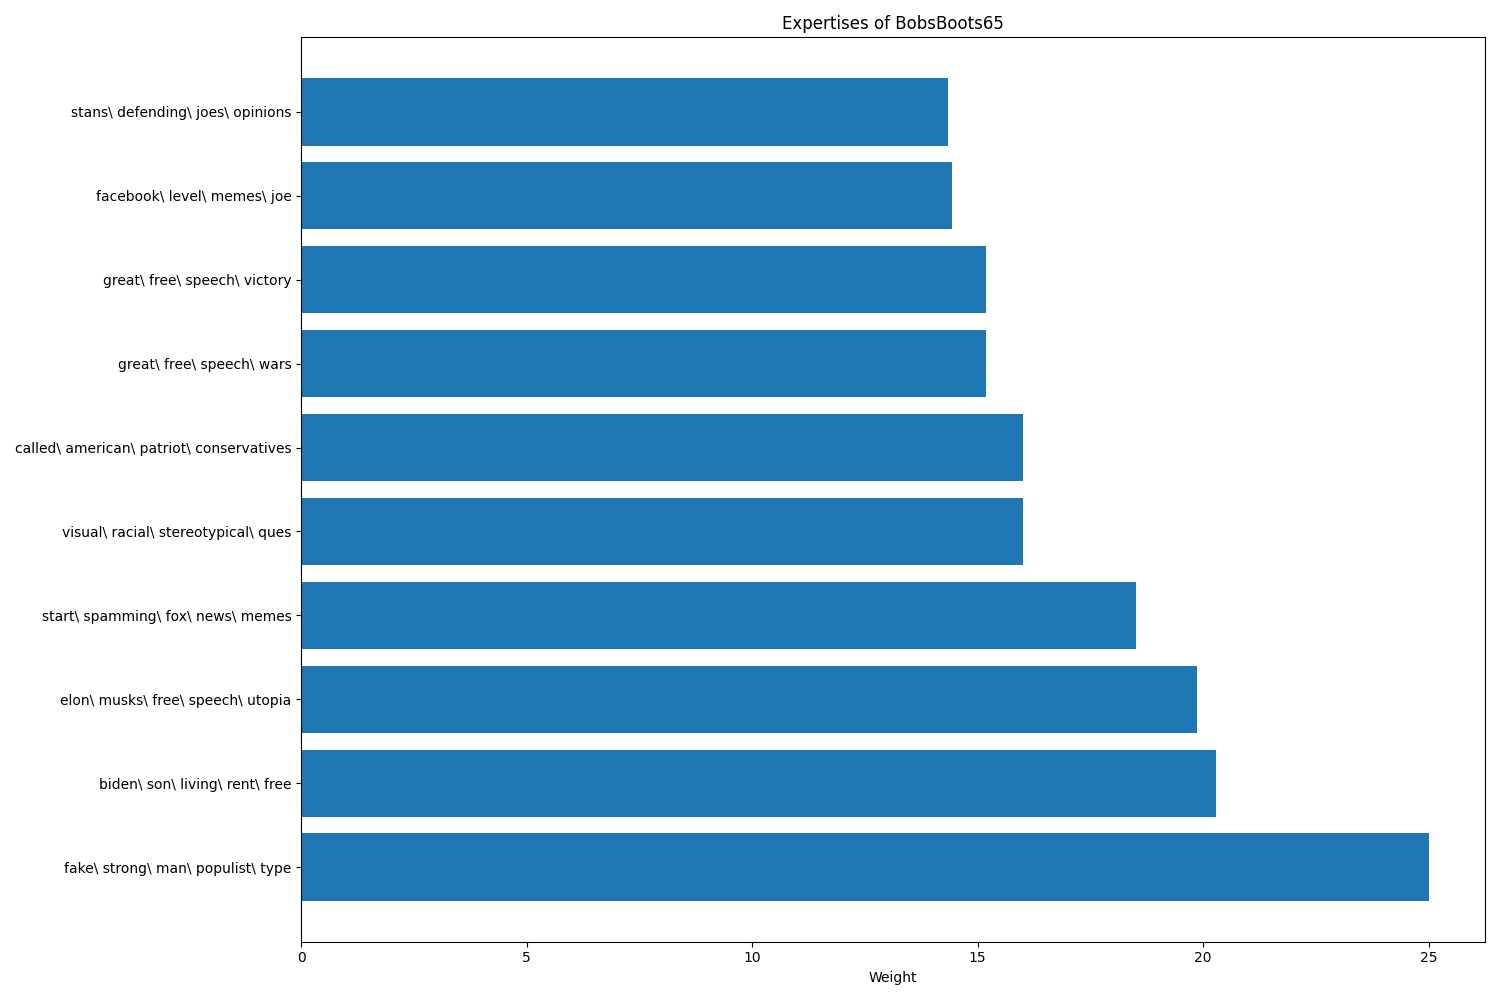 Expertises of BobsBoots65
stans\ defending\ joes\ opinions
facebook\ level\ memes\ joe
great\ free\ speech\ victory
great\ free\ speech\ wars
called\ american\ patriot\ conservatives
visual\ racial\ stereotypical\ ques
start\ spamming\ fox\ news\ memes
elon\ musks\ free\ speech\ utopia
biden\ son\ living\ rent\ free
fake\ strong\ man\ populist\ type
0 5 10 15 20 25
Weight